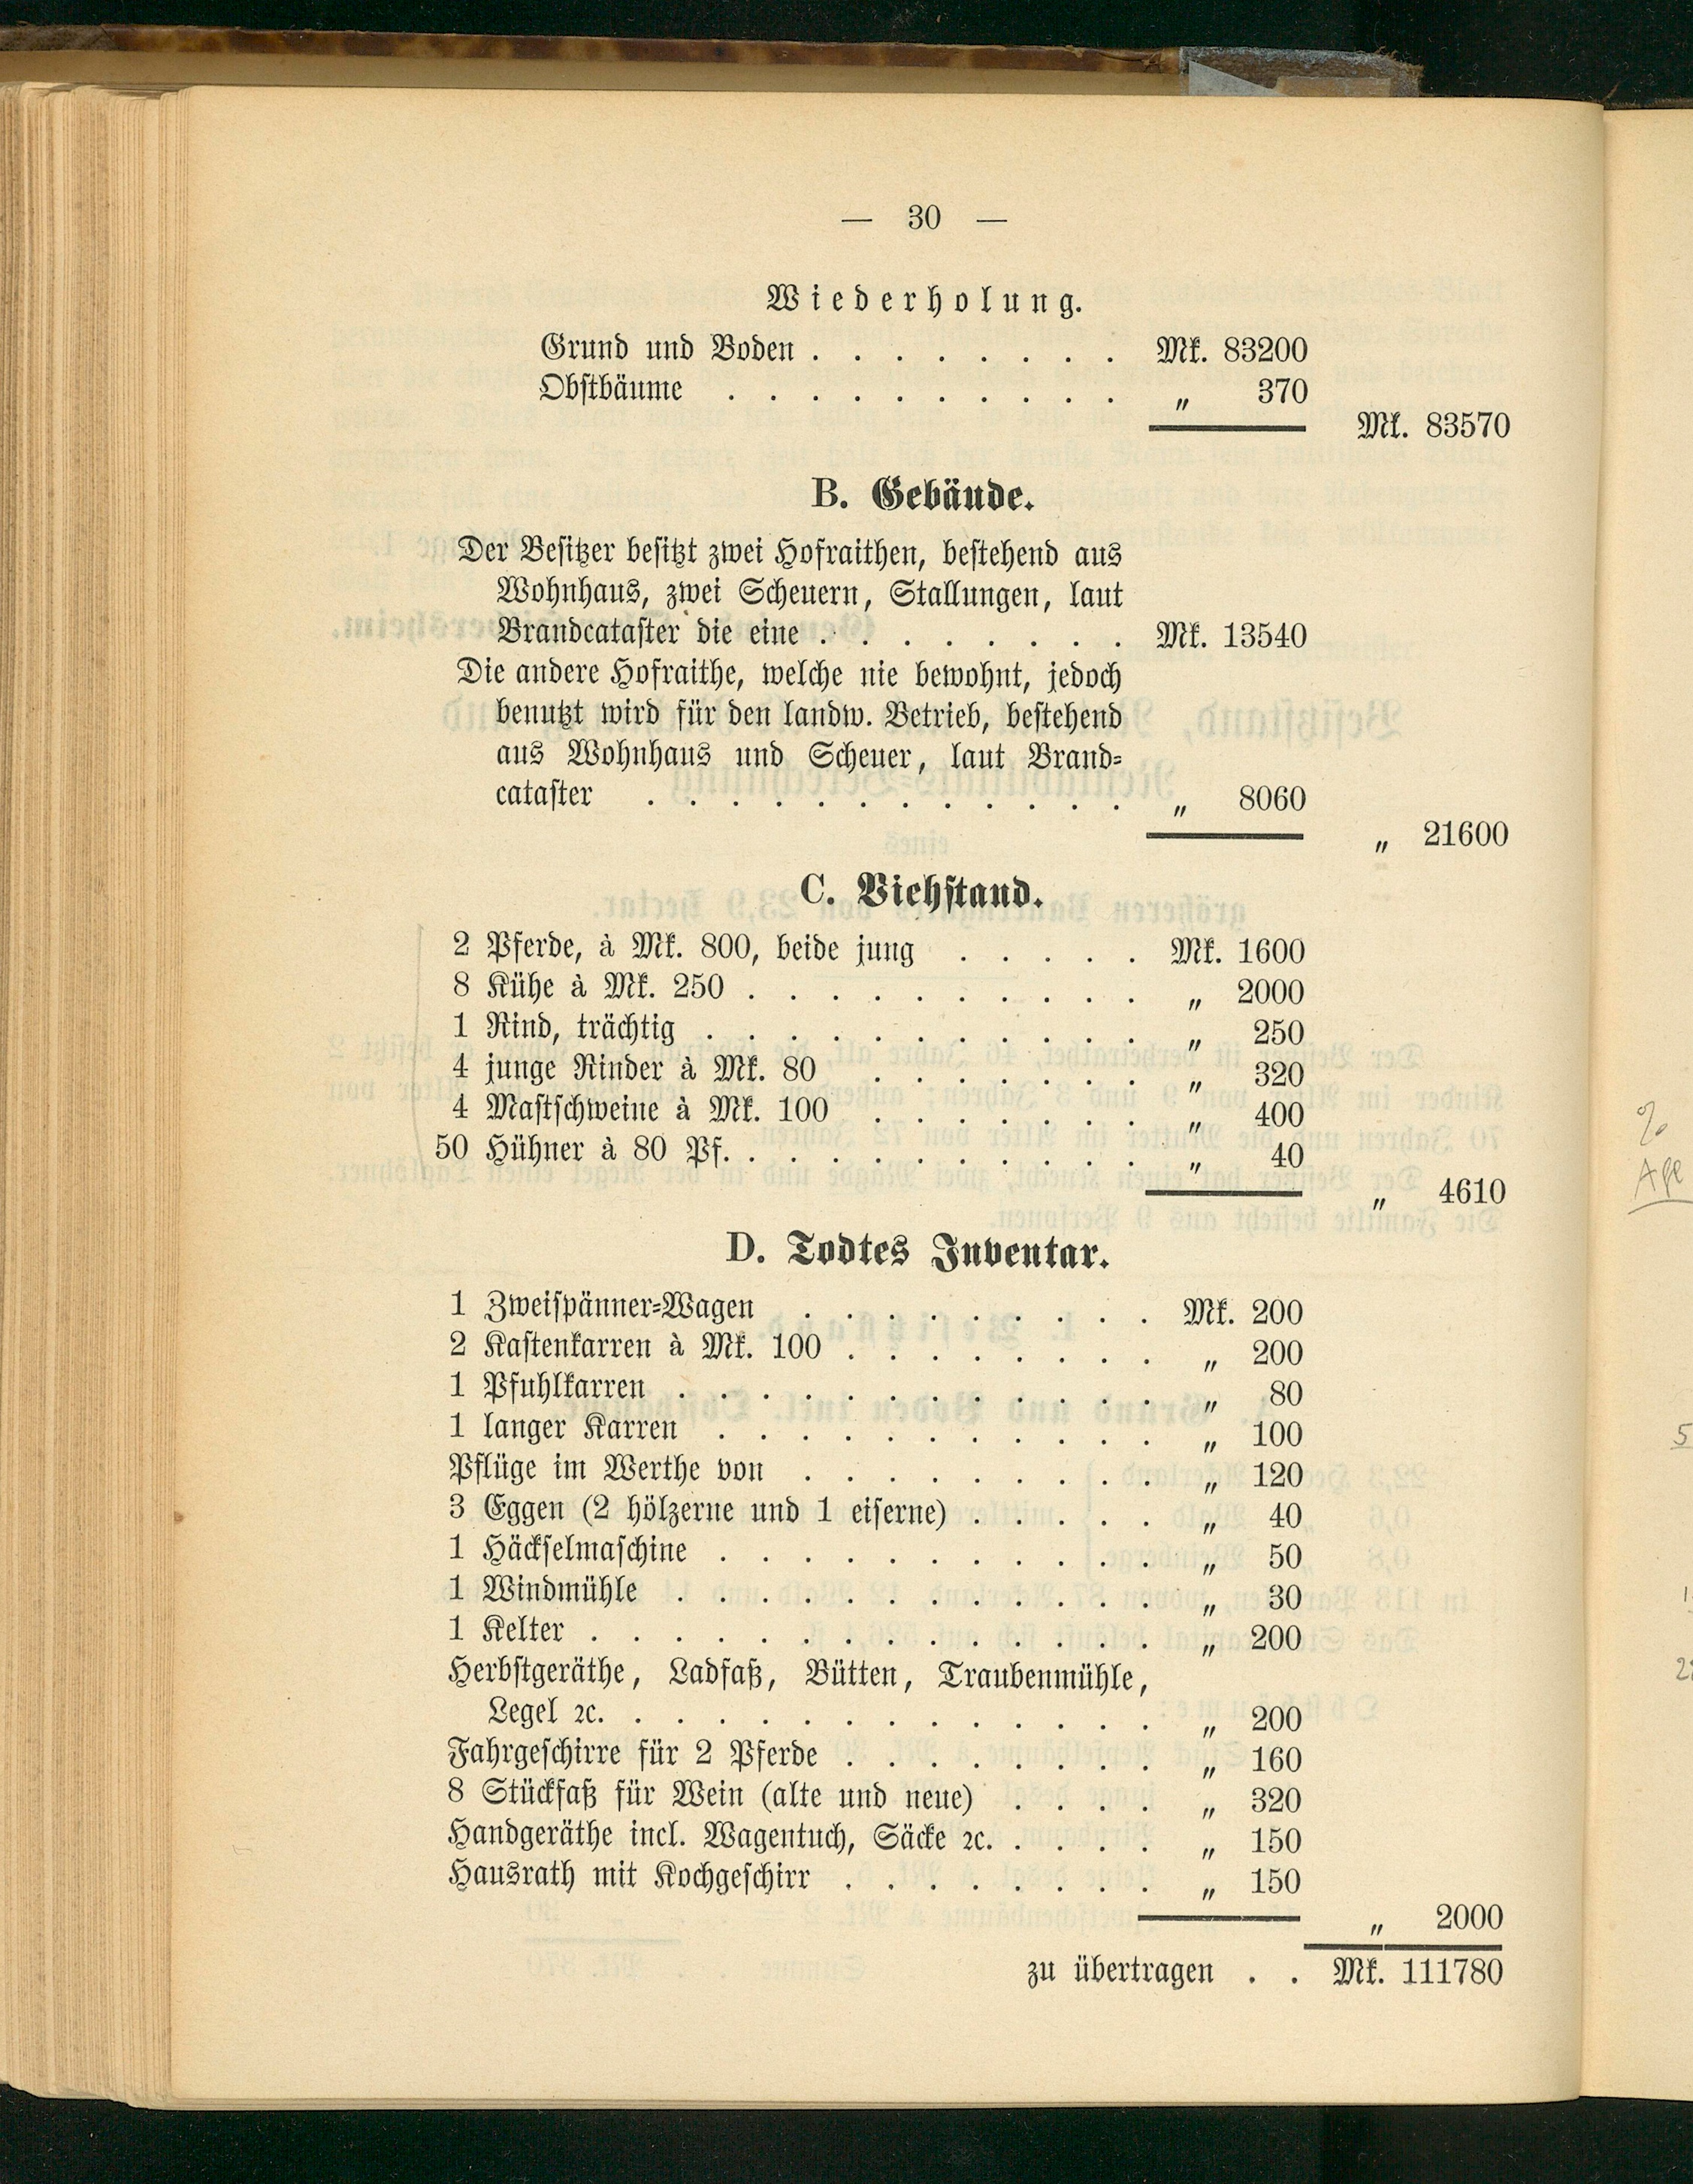 — 30 —
Wiederholung.
Grund und Boden . . . . . . . . Mk. 83200
Obstbäume . . . . . . . . . . „ 370
Mk. 83570
B. Gebäude.
Der Besitzer besitzt zwei Hofraithen, bestehend aus
Wohnhaus, zwei Scheuern, Stallungen, laut
Brandcataster die eine . . . . . . . . Mk. 13540
Die andere Hofraithe, welche nie bewohnt, jedoch
benutzt wird für den landw. Betrieb, bestehend
aus Wohnhaus und Scheuer, laut Brand-
cataster . . . . . . . . . . . . „ 8060
„ 21600
C. Viehstand.
2 Pferde, à Mk. 800, beide jung . . . . . Mk. 1600
8 Kühe à Mk. 250 . . . . . . . . . . „ 2000
1 Rind, trächtig . . . . . . . . . . . „ 250
4 junge Rinder à Mk. 80 . . . . . . . „ 320
4 Mastschweine à Mk. 100 . . . . . . . „ 400
50 Hühner à 80 Pf. . . . . . . . . . . „ 40
„ 4610
D. Todtes Inventar.
1 Zweispänner-Wagen . . . . . . . . . Mk. 200
2 Kastenkarren à Mk. 100 . . . . . . . . „ 200
1 Pfuhlkarren . . . . . . . . . . . . „ 80
1 langer Karren . . . . . . . . . . . „ 100
Pflüge im Werthe von . . . . . . . . . „ 120
3 Eggen (2 hölzerne und 1 eiserne) . . . . . „ 40
1 Häckselmaschine . . . . . . . . . . . „ 50
1 Windmühle . . . . . . . . . . . . „ 30
1 Kelter . . . . . . . . . . . . . . „ 200
Herbstgeräthe, Ladfaß, Bütten, Traubenmühle,
Legel ꝛc. . . . . . . . . . . . . . „ 200
Fahrgeschirre für 2 Pferde . . . . . . . . „ 160
8 Stückfaß für Wein (alte und neue) . . . . „ 320
Handgeräthe incl. Wagentuch, Säcke ꝛc. . . . . „ 150
Hausrath mit Kochgeschirr . . . . . . . . „ 150
„ 2000
zu übertragen . . Mk. 111780